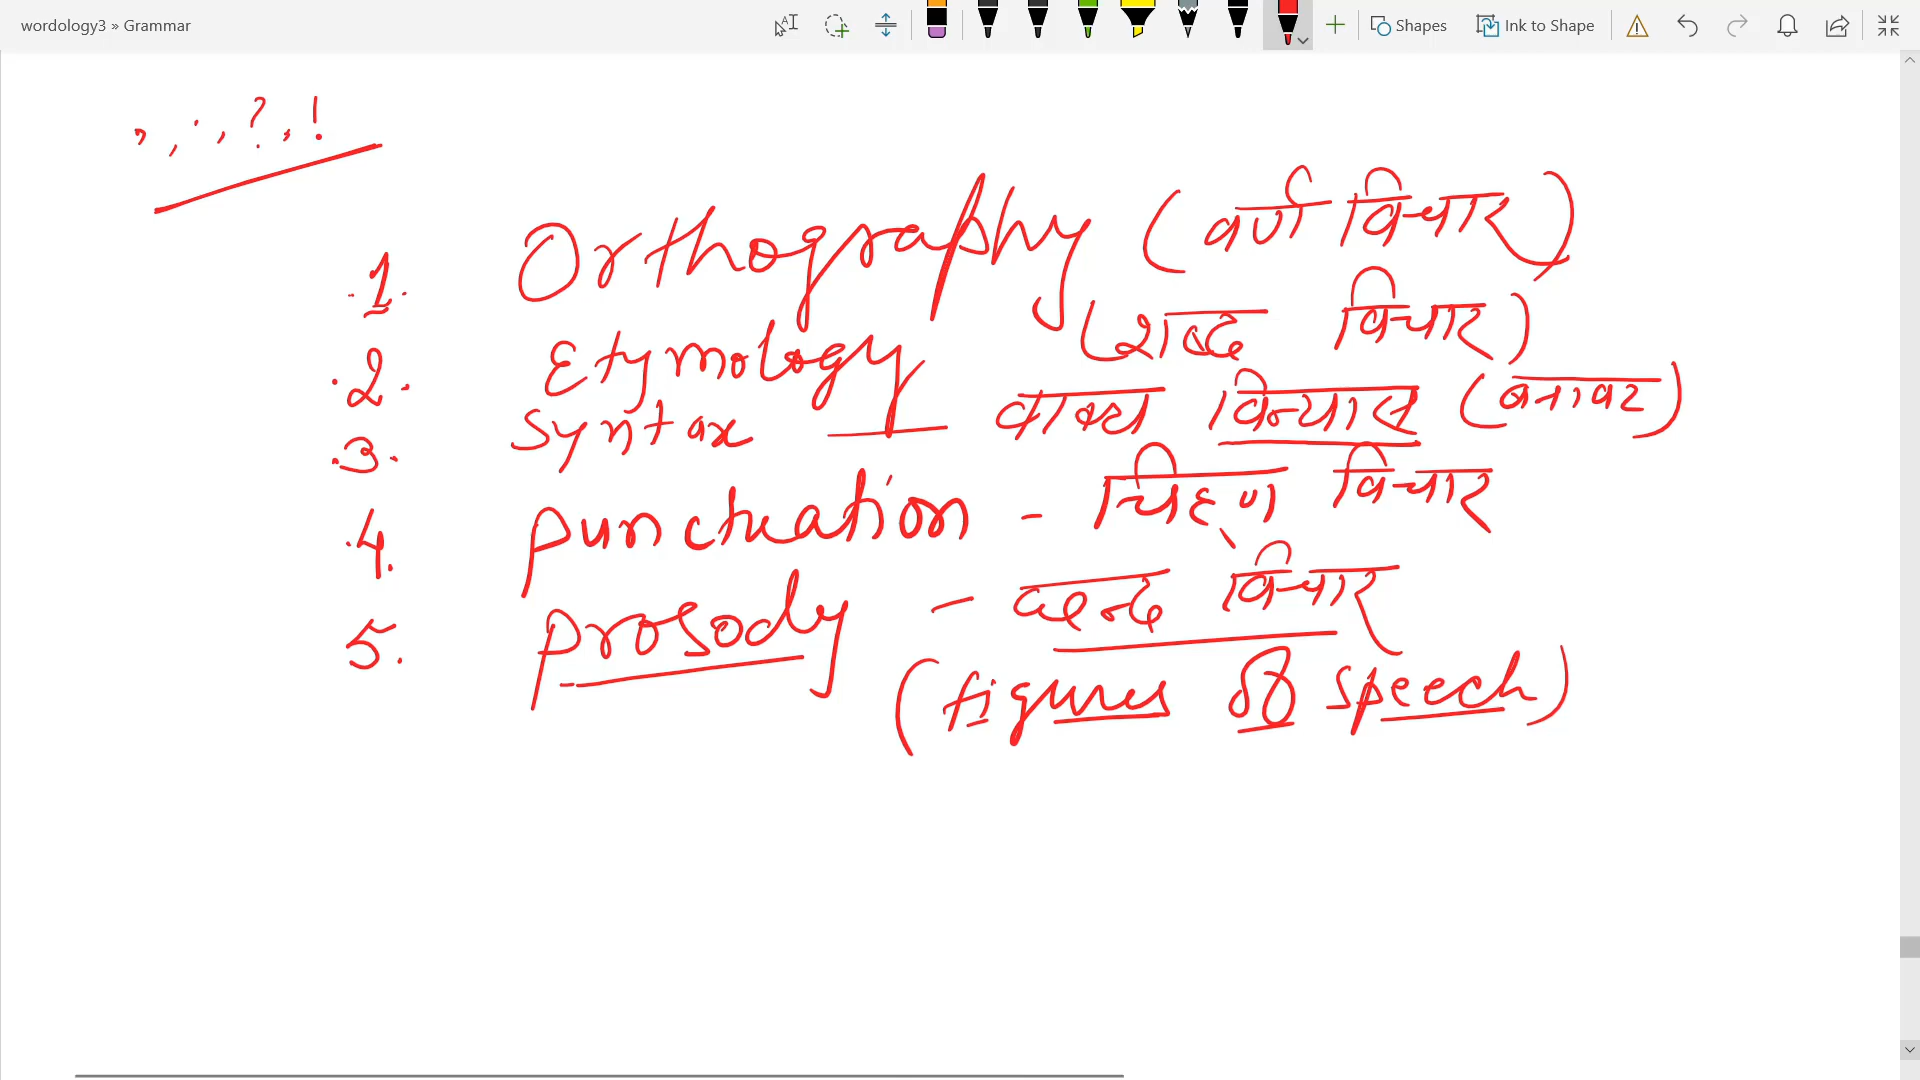 wordology3 » Grammar
Shapes
Ink to Shape
, , . , ? , !
1. Orthography (वर्ण विचार)
2. Etymology (शब्द विचार)
3. Syntax — वाक्य विन्यास (बनावट)
4. Punctuation - चिह्ण विचार
5. Prosody - छन्द विचार
(figures of speech)